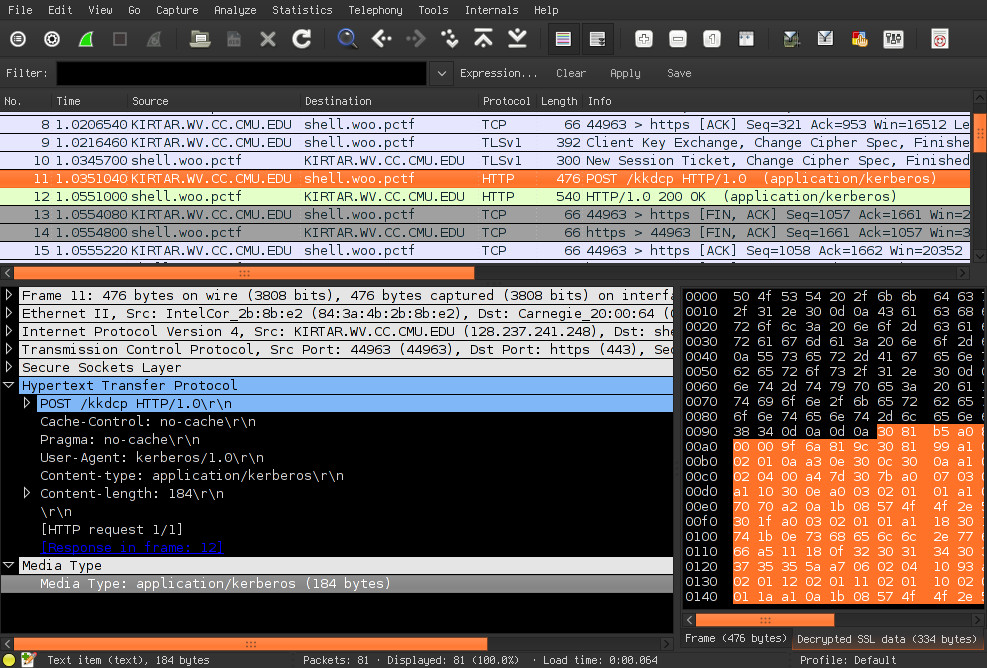 File Edit View Go Capture Analyze Statistics Telephony Tools Internals Help
Filter: Expression... Clear Apply Save
No. Time Source Destination Protocol Length Info
8 1.0206540 KIRTAR.WV.CC.CMU.EDU shell.woo.pctf TCP 66 44963 > https [ACK] Seq=321 Ack=953 Win=16512 Le
9 1.0216460 KIRTAR.WV.CC.CMU.EDU shell.woo.pctf TLSv1 392 Client Key Exchange, Change Cipher Spec, Finishe
10 1.0345700 shell.woo.pctf KIRTAR.WV.CC.CMU.EDU TLSv1 300 New Session Ticket, Change Cipher Spec, Finished
11 1.0351040 KIRTAR.WV.CC.CMU.EDU shell.woo.pctf HTTP 476 POST /kkdcp HTTP/1.0 (application/kerberos)
12 1.0551000 shell.woo.pctf KIRTAR.WV.CC.CMU.EDU HTTP 540 HTTP/1.0 200 OK (application/kerberos)
13 1.0554080 KIRTAR.WV.CC.CMU.EDU shell.woo.pctf TCP 66 44963 > https [FIN, ACK] Seq=1057 Ack=1661 Win=2
14 1.0554800 shell.woo.pctf KIRTAR.WV.CC.CMU.EDU TCP 66 https > 44963 [FIN, ACK] Seq=1661 Ack=1057 Win=3
15 1.0555220 KIRTAR.WV.CC.CMU.EDU shell.woo.pctf TCP 66 44963 > https [ACK] Seq=1058 Ack=1662 Win=20352
Frame 11: 476 bytes on wire (3808 bits), 476 bytes captured (3808 bits) on interfa
Ethernet II, Src: IntelCor_2b:8b:e2 (84:3a:4b:2b:8b:e2), Dst: Carnegie_20:00:64 (
Internet Protocol Version 4, Src: KIRTAR.WV.CC.CMU.EDU (128.237.241.248), Dst: she
Transmission Control Protocol, Src Port: 44963 (44963), Dst Port: https (443), Seq
Secure Sockets Layer
Hypertext Transfer Protocol
POST /kkdcp HTTP/1.0\r\n
Cache-Control: no-cache\r\n
Pragma: no-cache\r\n
User-Agent: kerberos/1.0\r\n
Content-type: application/kerberos\r\n
Content-length: 184\r\n
\r\n
[HTTP request 1/1]
[Response in frame: 12]
Media Type
Media Type: application/kerberos (184 bytes)
0000 50 4f 53 54 20 2f 6b 6b 64 63 7
0010 2f 31 2e 30 0d 0a 43 61 63 68 6
0020 72 6f 6c 3a 20 6e 6f 2d 63 61 6
0030 72 61 67 6d 61 3a 20 6e 6f 2d 6
0040 0a 55 73 65 72 2d 41 67 65 6e 7
0050 62 65 72 6f 73 2f 31 2e 30 0d 0
0060 6e 74 2d 74 79 70 65 3a 20 61 7
0070 74 69 6f 6e 2f 6b 65 72 62 65 7
0080 6f 6e 74 65 6e 74 2d 6c 65 6e 6
0090 38 34 0d 0a 0d 0a 30 81 b5 a0 8
00a0 00 00 9f 6a 81 9c 30 81 99 a1 0
00b0 02 01 0a a3 0e 30 0c 30 0a a1 0
00c0 02 04 00 a4 7d 30 7b a0 07 03 0
00d0 a1 10 30 0e a0 03 02 01 01 a1 0
00e0 70 70 a2 0a 1b 08 57 4f 4f 2e 5
00f0 30 1f a0 03 02 01 01 a1 18 30 1
0100 74 1b 0e 73 68 65 6c 6c 2e 77 6
0110 66 a5 11 18 0f 32 30 31 34 30 3
0120 37 35 35 5a a7 06 02 04 10 93 a
0130 02 01 12 02 01 11 02 01 10 02 0
0140 01 1a a1 0a 1b 08 57 4f 4f 2e 5
Frame (476 bytes) Decrypted SSL data (334 bytes)
Text item (text), 184 bytes Packets: 81 · Displayed: 81 (100.0%) · Load time: 0:00.064 Profile: Default